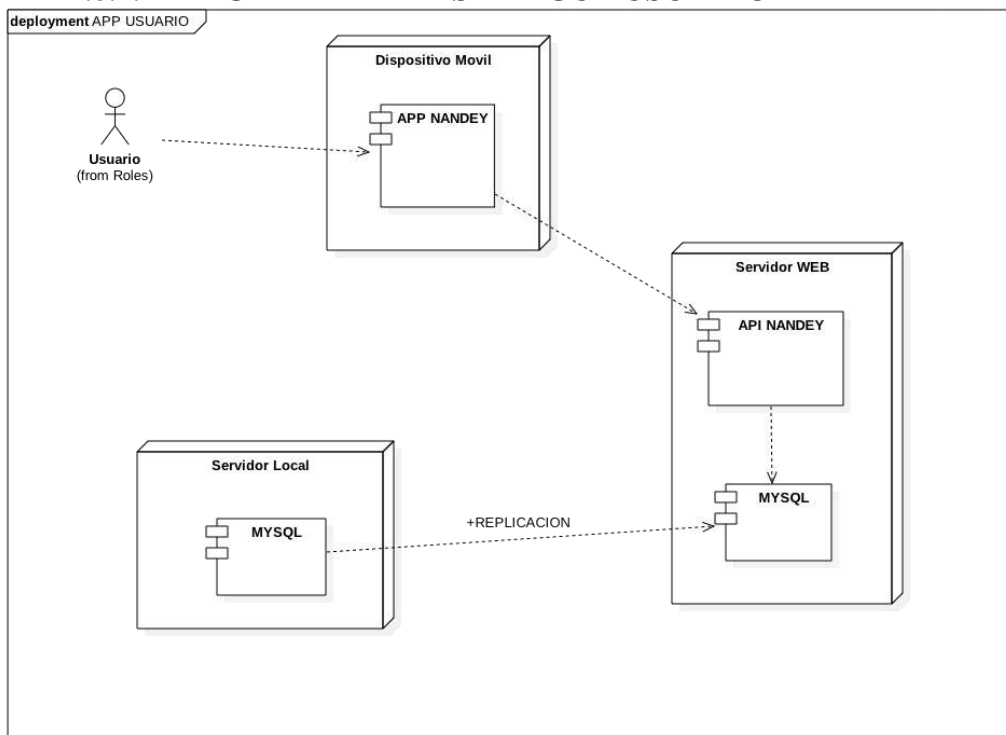 deployment APP USUARIO
Dispositivo Movil
APP NANDEY
Usuario
(from Roles)
Servidor WEB
API NANDEY
Servidor Local
MYSQL
+REPLICACION
MYSQL